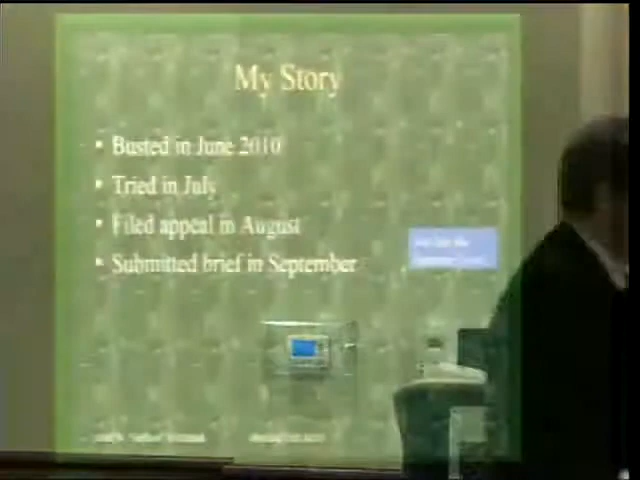 My Story
• Busted in June 2010
• Tried in July
• Filed appeal in August
• Submitted brief in September